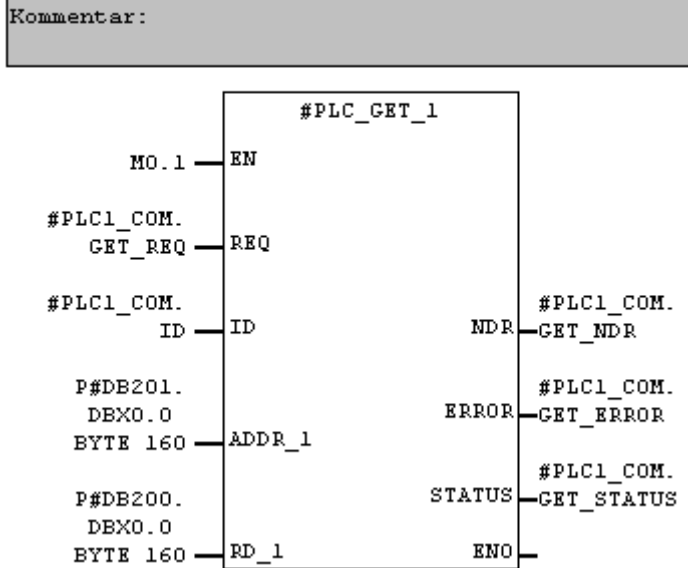 Kommentar:
#PLC_GET_1
M0.1 EN
#PLC1_COM.
GET_REQ REQ
#PLC1_COM. #PLC1_COM.
ID ID NDR GET_NDR
P#DB201. #PLC1_COM.
DBX0.0 ERROR GET_ERROR
BYTE 160 ADDR_1
#PLC1_COM.
P#DB200. STATUS GET_STATUS
DBX0.0
BYTE 160 RD_1 ENO